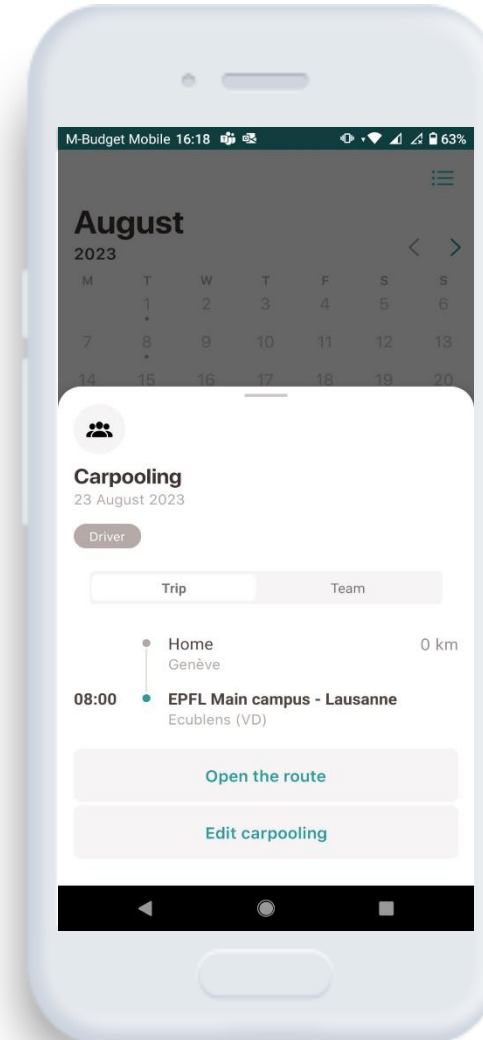 M-Budget Mobile 16:18 63%
August
2023
M T W T F S S
1 2 3 4 5 6
7 8 9 10 11 12 13
14 15 16 17 18 19 20
Carpooling
23 August 2023
Driver
Trip Team
Home 0 km
Genève
08:00 EPFL Main campus - Lausanne
Ecublens (VD)
Open the route
Edit carpooling